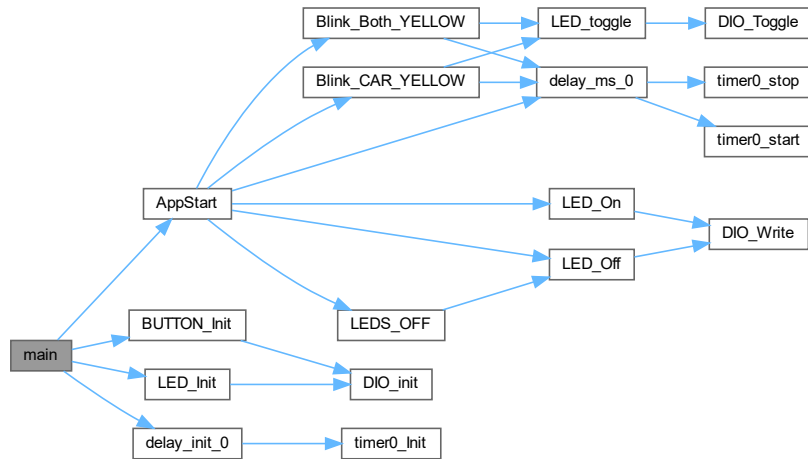 Blink_Both_YELLOW
LED_toggle
DIO_Toggle
Blink_CAR_YELLOW
delay_ms_0
timer0_stop
timer0_start
AppStart
LED_On
DIO_Write
LED_Off
BUTTON_Init
LEDS_OFF
main
LED_Init
DIO_init
delay_init_0
timer0_Init